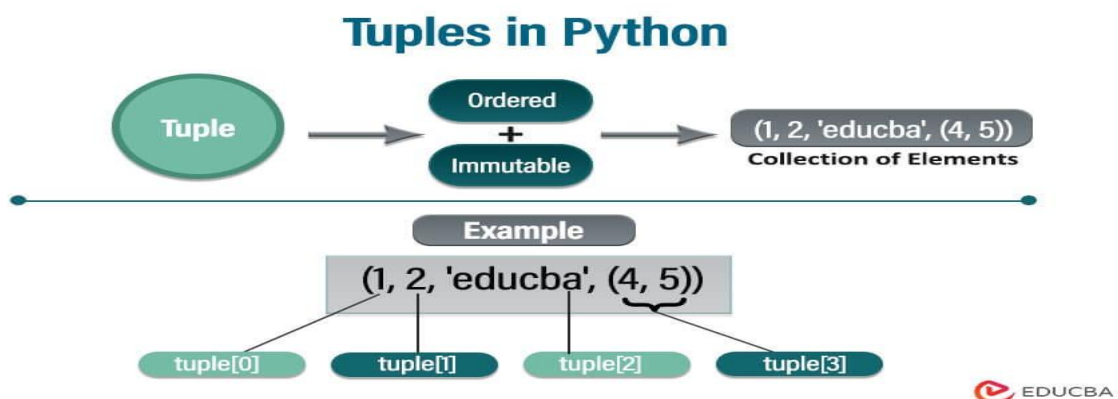 Tuples in Python
Tuple
Ordered
+
Immutable
(1, 2, 'educba', (4, 5))
Collection of Elements
Example
(1, 2, 'educba', (4, 5))
tuple[0]
tuple[1]
tuple[2]
tuple[3]
EDUCBA